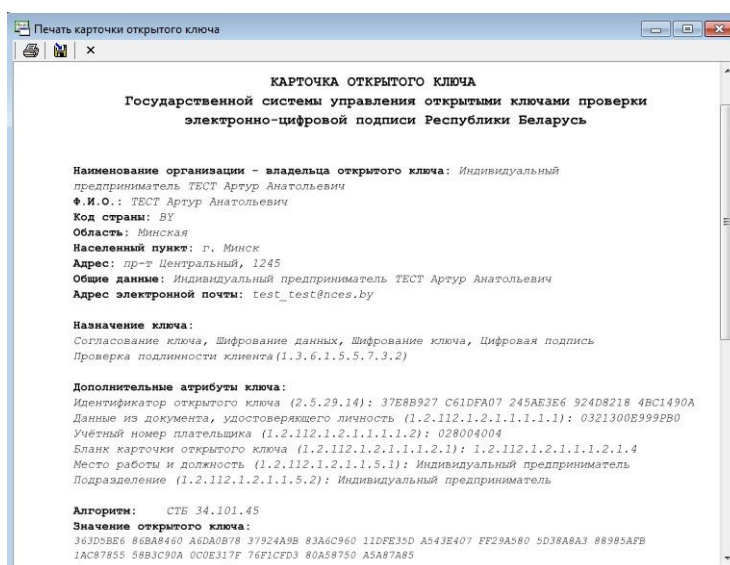 Печать карточки открытого ключа
КАРТОЧКА ОТКРЫТОГО КЛЮЧА
Государственной системы управления открытыми ключами проверки
электронно-цифровой подписи Республики Беларусь
Наименование организации - владельца открытого ключа: Индивидуальный
предприниматель ТЕСТ Артур Анатольевич
Ф.И.О.: ТЕСТ Артур Анатольевич
Код страны: BY
Область: Минская
Населенный пункт: г. Минск
Адрес: пр-т Центральный, 1245
Общие данные: Индивидуальный предприниматель ТЕСТ Артур Анатольевич
Адрес электронной почты: test_test@nces.by
Назначение ключа:
Согласование ключа, Шифрование данных, Шифрование ключа, Цифровая подпись
Проверка подлинности клиента(1.3.6.1.5.5.7.3.2)
Дополнительные атрибуты ключа:
Идентификатор открытого ключа (2.5.29.14): 37E8B927 C61DFA07 245AE3E6 924D8218 4BC1490A
Данные из документа, удостоверяющего личность (1.2.112.1.2.1.1.1.1.1): 0321300E999PB0
Учётный номер плательщика (1.2.112.1.2.1.1.1.1.2): 028004004
Бланк карточки открытого ключа (1.2.112.1.2.1.1.1.2.1): 1.2.112.1.2.1.1.1.2.1.4
Место работы и должность (1.2.112.1.2.1.1.5.1): Индивидуальный предприниматель
Подразделение (1.2.112.1.2.1.1.5.2): Индивидуальный предприниматель
Алгоритм: СТБ 34.101.45
Значение открытого ключа:
363D5BE6 86BA8460 A6DA0B78 37924A9B 83A6C960 11DFE35D A543E407 FF29A580 5D38A8A3 88985AFB
1AC87855 58B3C90A 0C0E317F 76F1CFD3 80A58750 A5A87A85